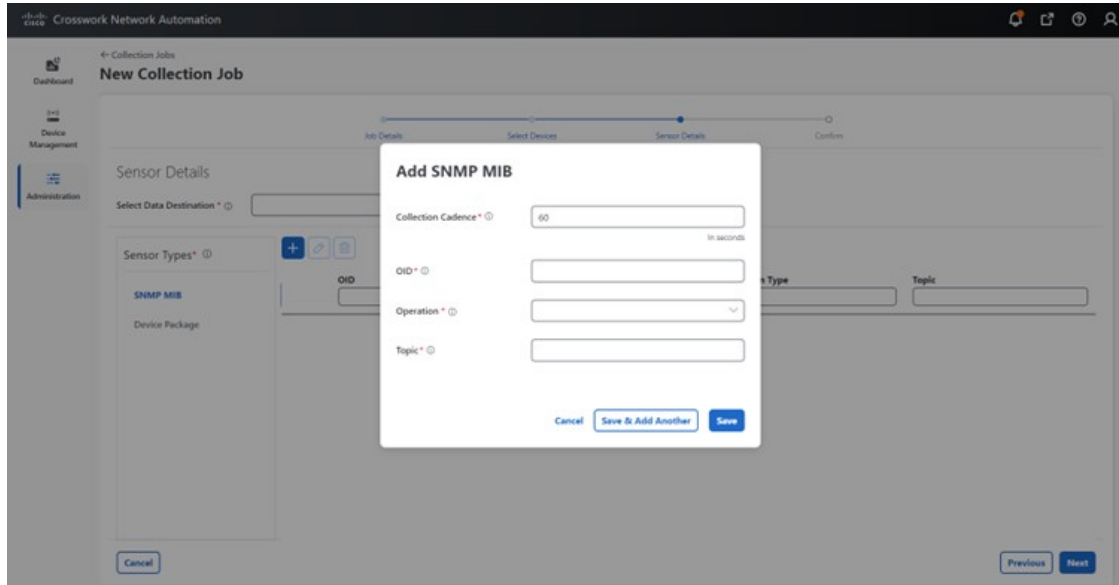 cisco Crosswork Network Automation
← Collection Jobs
New Collection Job
Dashboard
Device
Management
Administration
Job Details Select Devices Sensor Details Confirm
Sensor Details
Select Data Destination *
Sensor Types*
SNMP MIB
Device Package
OID
n Type
Topic
Add SNMP MIB
Collection Cadence *
60
In seconds
OID *
Operation *
Topic *
Cancel Save & Add Another Save
Cancel Previous Next